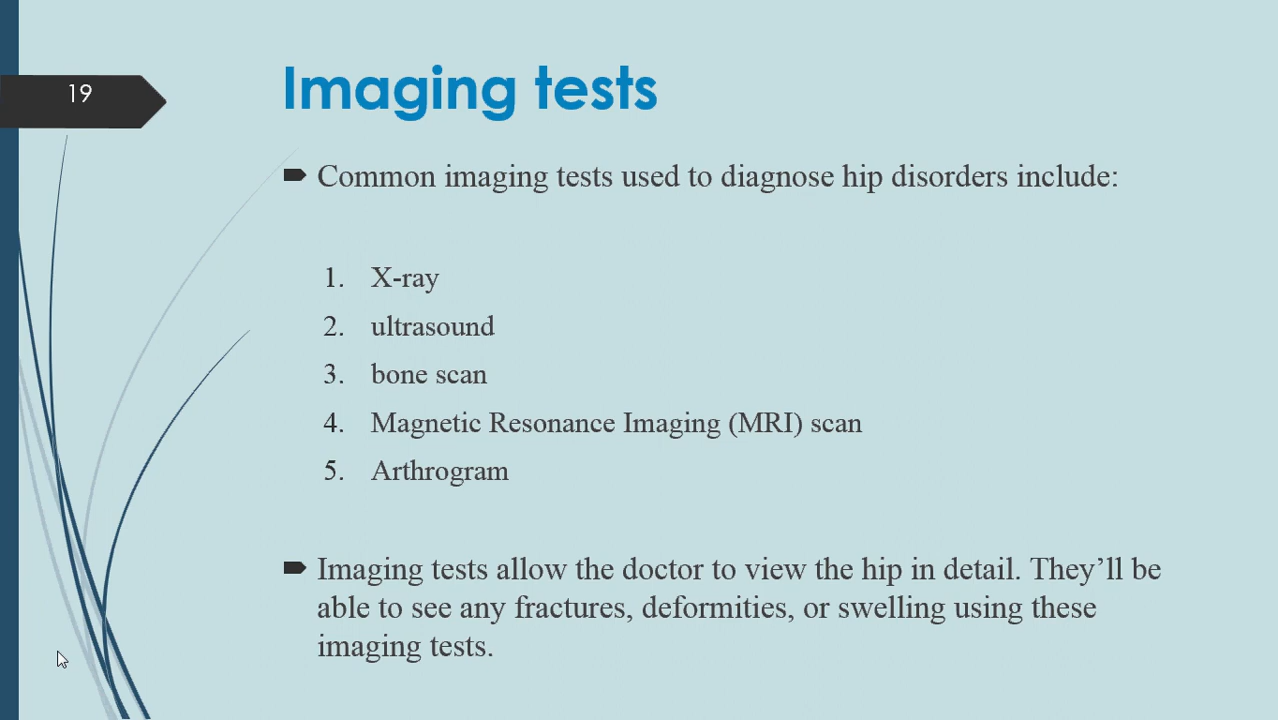 19
Imaging tests
Common imaging tests used to diagnose hip disorders include:
1. X-ray
2. ultrasound
3. bone scan
4. Magnetic Resonance Imaging (MRI) scan
5. Arthrogram
Imaging tests allow the doctor to view the hip in detail. They’ll be
able to see any fractures, deformities, or swelling using these
imaging tests.